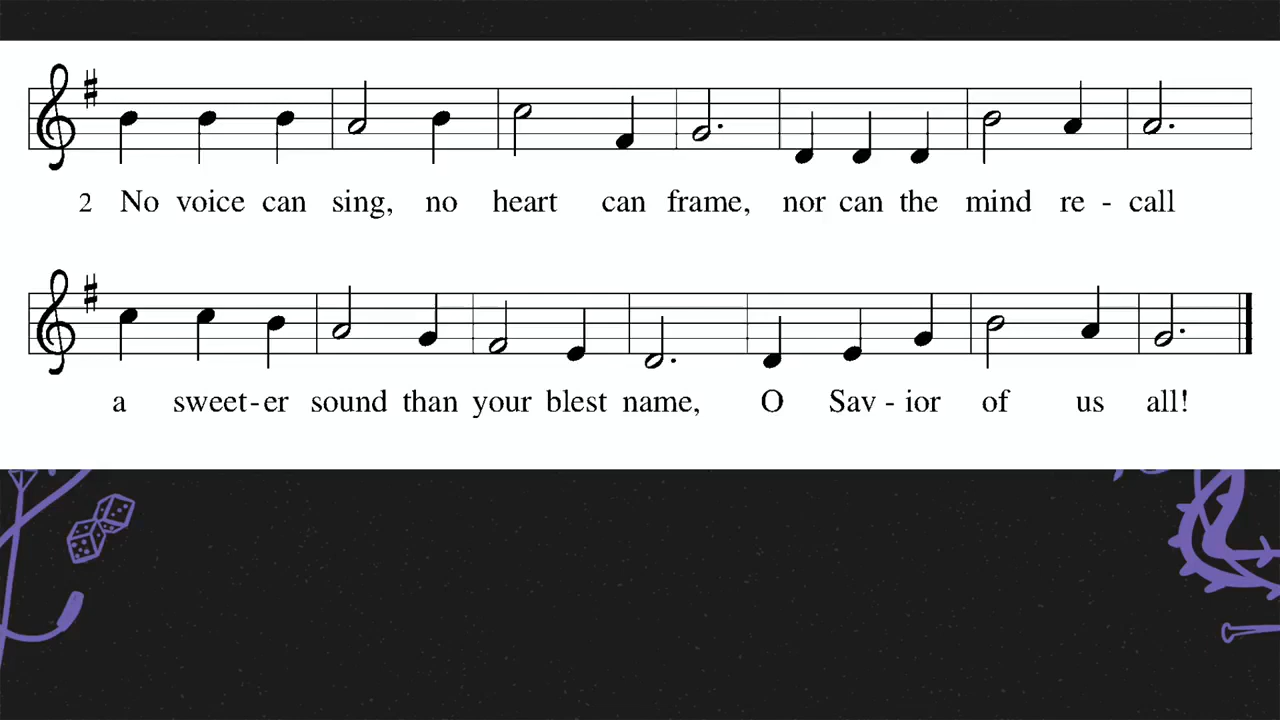 2 No voice can sing, no heart can frame, nor can the mind re - call
a sweet - er sound than your blest name, O Sav - ior of us all!